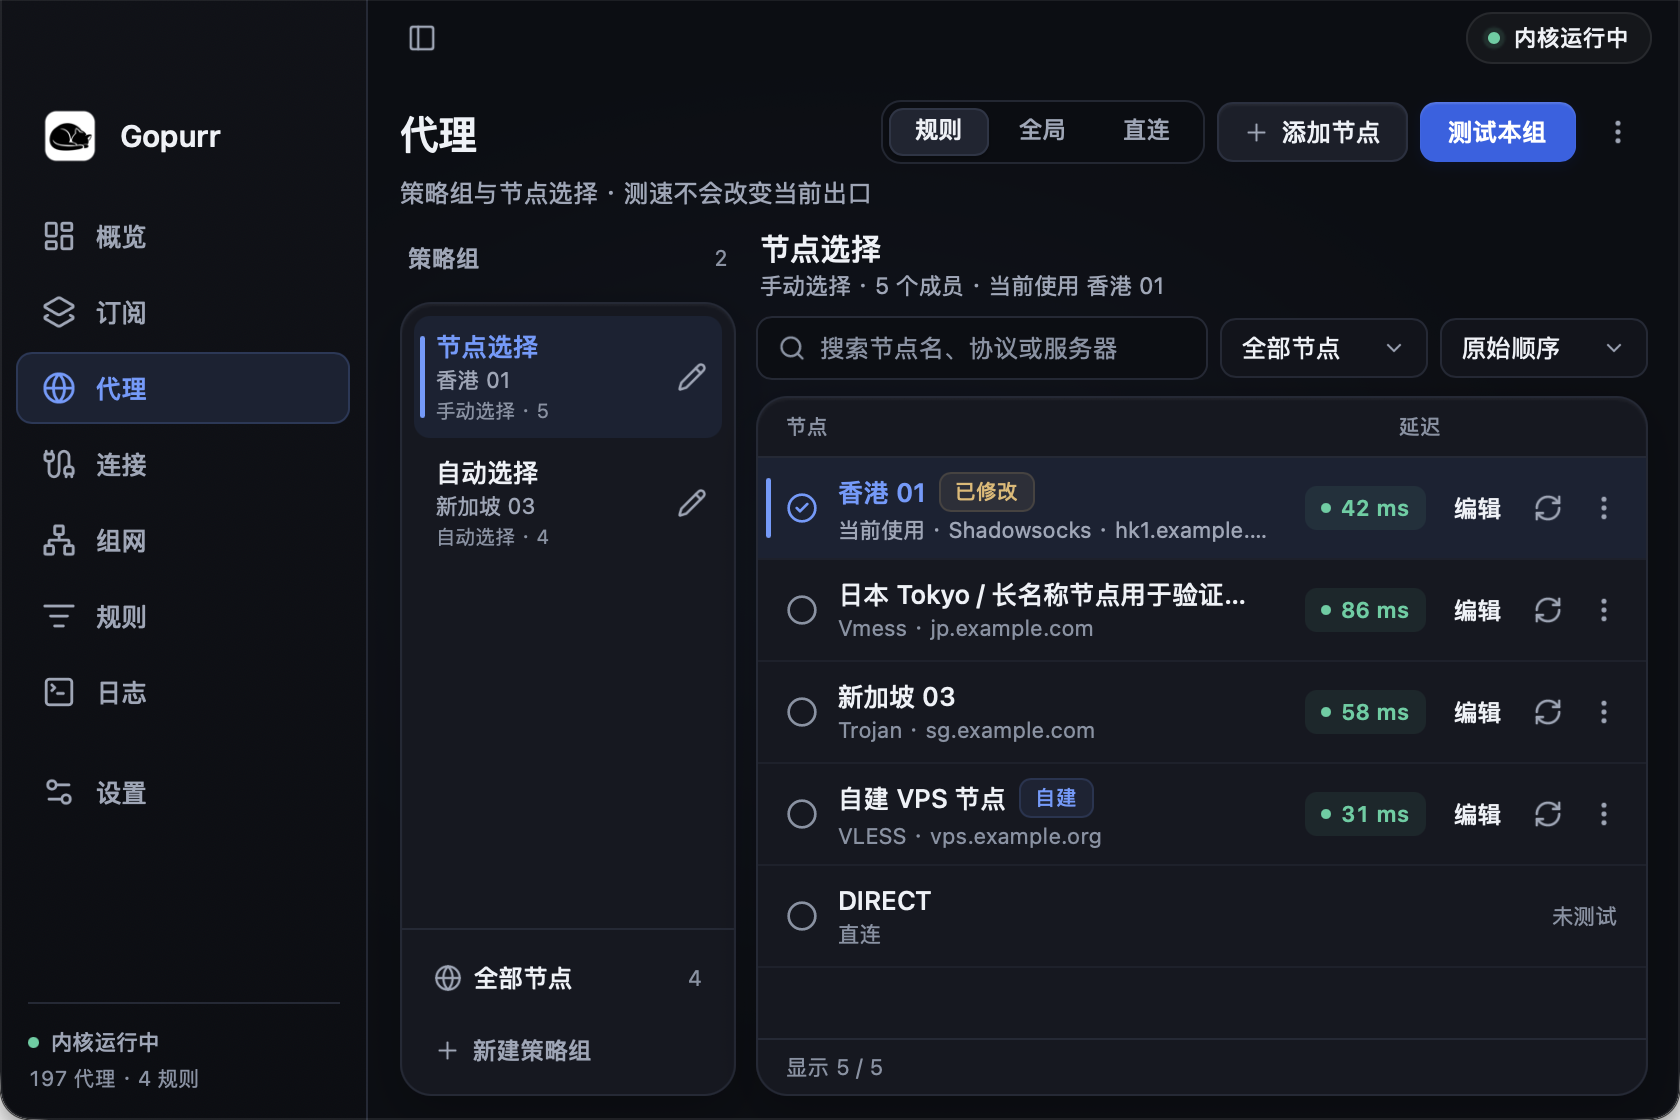 内核运行中
Gopurr
概览
订阅
代理
连接
组网
规则
日志
设置
内核运行中
197 代理 · 4 规则
代理
规则
全局
直连
添加节点
测试本组
策略组与节点选择 · 测速不会改变当前出口
策略组
2
节点选择
香港 01
手动选择 · 5
自动选择
新加坡 03
自动选择 · 4
全部节点
4
新建策略组
节点选择
手动选择 · 5 个成员 · 当前使用 香港 01
搜索节点名、协议或服务器
全部节点
原始顺序
节点
延迟
香港 01
已修改
当前使用 · Shadowsocks · hk1.example....
42 ms
编辑
日本 Tokyo / 长名称节点用于验证...
Vmess · jp.example.com
86 ms
编辑
新加坡 03
Trojan · sg.example.com
58 ms
编辑
自建 VPS 节点
自建
VLESS · vps.example.org
31 ms
编辑
DIRECT
直连
未测试
显示 5 / 5